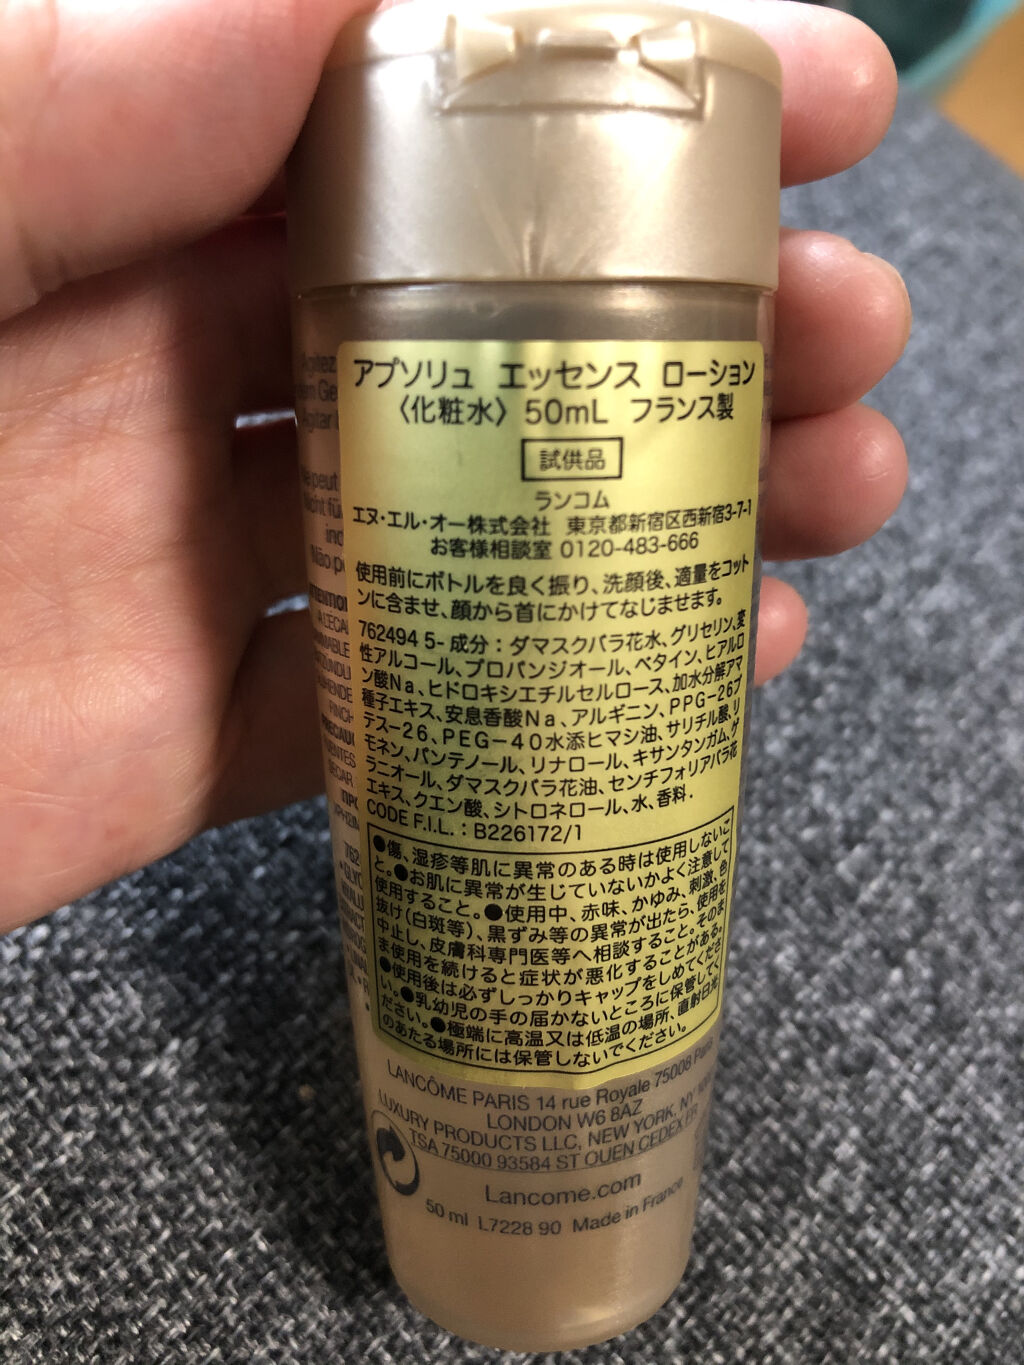 アプソリュ エッセンス ローション
〈化粧水〉 50mL フランス製
試供品
ランコム
エヌ・エル・オー株式会社 東京都新宿区西新宿3-7-1
お客様相談室 0120-483-666
使用前にボトルを良く振り、洗顔後、適量をコット
ンに含ませ、顔から首にかけてなじませます。
762494 5- 成分：ダマスクバラ花水、グリセリン、変
性アルコール、プロパンジオール、ベタイン、ヒアルロ
ン酸Na、ヒドロキシエチルセルロース、加水分解アマ
種子エキス、安息香酸Na、アルギニン、PPG-26ブ
テス-26、PEG-40水添ヒマシ油、サリチル酸、リ
モネン、パンテノール、リナロール、キサンタンガム、ゲ
ラニオール、ダマスクバラ花油、センチフォリアバラ花
エキス、クエン酸、シトロネロール、水、香料.
CODE F.I.L. : B226172/1
●傷、湿疹等肌に異常のある時は使用しないこ
と。●お肌に異常が生じていないかよく注意して
使用すること。●使用中、赤味、かゆみ、刺激、色
抜け(白斑等)、黒ずみ等の異常が出たら、使用を
中止し、皮膚科専門医等へ相談すること。そのま
ま使用を続けると症状が悪化することがある。
●使用後は必ずしっかりキャップをしめてくださ
い。●乳幼児の手の届かないところに保管してく
ださい。●極端に高温又は低温の場所、直射日光
のあたる場所には保管しないでください。
LANCÔME PARIS 14 rue Royale 75008 Paris
LONDON W6 8AZ
LUXURY PRODUCTS LLC, NEW YORK, NY
TSA 75000 93584 ST OUEN CEDEX FR
Lancome.com
50 ml L7228 90 Made in France